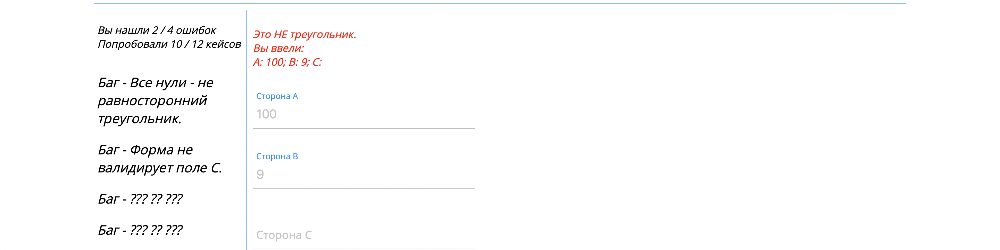 Вы нашли 2 / 4 ошибок
Попробовали 10 / 12 кейсов
Баг - Все нули - не
равносторонний
треугольник.
Баг - Форма не
валидирует поле C.
Баг - ??? ?? ???
Баг - ??? ?? ???
Это НЕ треугольник.
Вы ввели:
A: 100; B: 9; C:
Сторона A
100
Сторона B
9
Сторона C